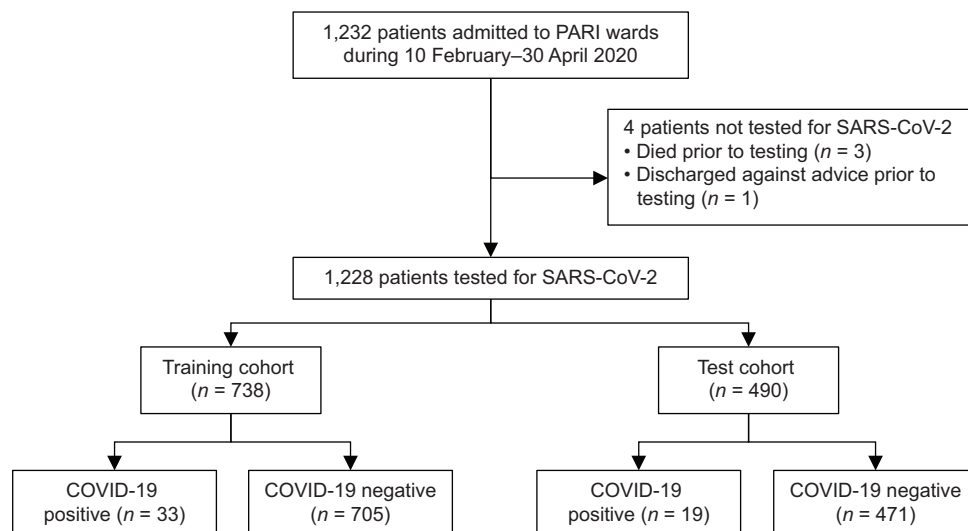 1,232 patients admitted to PARI wards
during 10 February–30 April 2020
4 patients not tested for SARS-CoV-2
• Died prior to testing (n = 3)
• Discharged against advice prior to
testing (n = 1)
1,228 patients tested for SARS-CoV-2
Training cohort
(n = 738)
Test cohort
(n = 490)
COVID-19
positive (n = 33)
COVID-19 negative
(n = 705)
COVID-19
positive (n = 19)
COVID-19 negative
(n = 471)